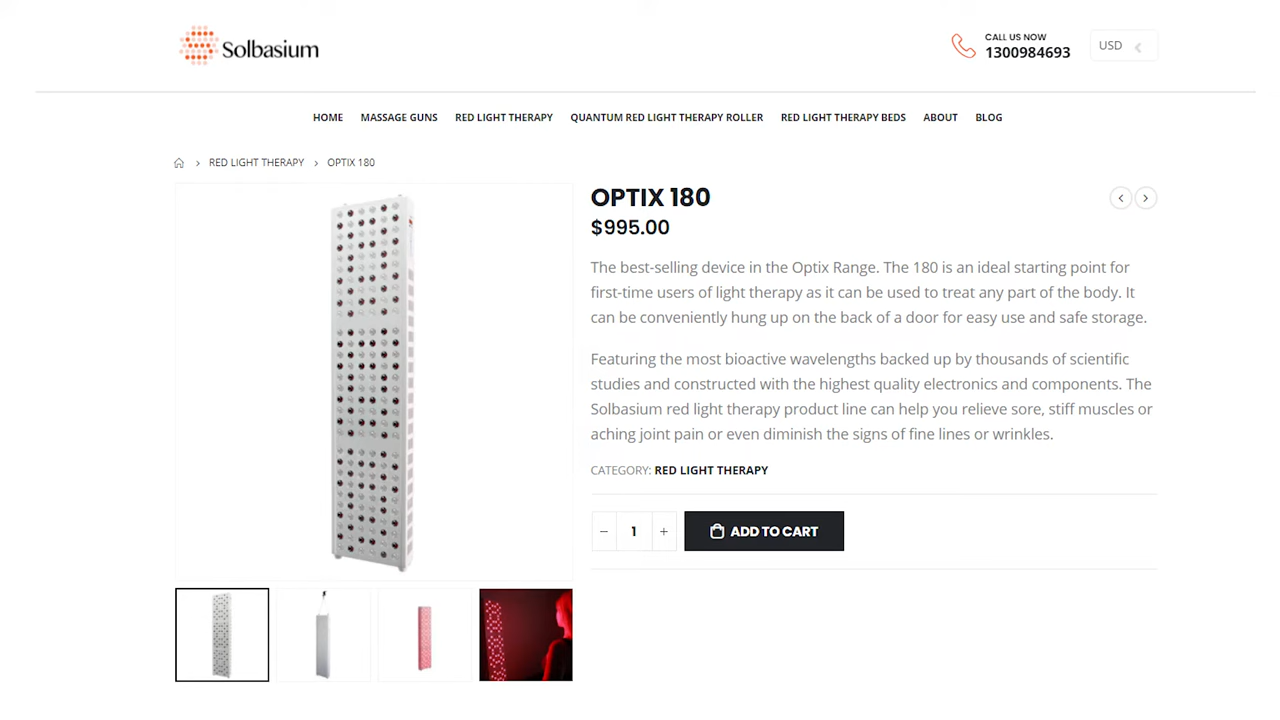 Solbasium
CALL US NOW
1300984693
USD
HOME MASSAGE GUNS RED LIGHT THERAPY QUANTUM RED LIGHT THERAPY ROLLER RED LIGHT THERAPY BEDS ABOUT BLOG
RED LIGHT THERAPY OPTIX 180
OPTIX 180
$995.00
The best-selling device in the Optix Range. The 180 is an ideal starting point for
first-time users of light therapy as it can be used to treat any part of the body. It
can be conveniently hung up on the back of a door for easy use and safe storage.
Featuring the most bioactive wavelengths backed up by thousands of scientific
studies and constructed with the highest quality electronics and components. The
Solbasium red light therapy product line can help you relieve sore, stiff muscles or
aching joint pain or even diminish the signs of fine lines or wrinkles.
CATEGORY: RED LIGHT THERAPY
− 1 + ADD TO CART